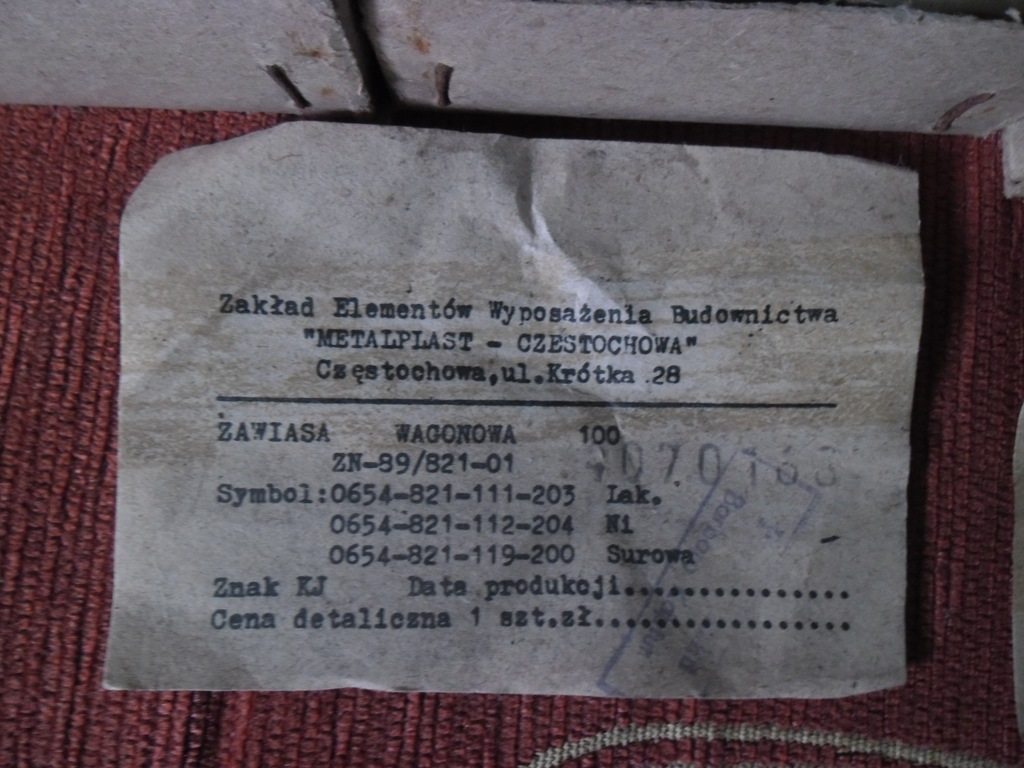 Zakład Elementów Wyposażenia Budownictwa
"METALPLAST - CZESTOCHOWA"
Częstochowa,ul.Krótka 28
ZAWIASA WAGONOWA 100
ZN-89/821-01
Symbol:0654-821-111-203 Lak.
0654-821-112-204 Ni
0654-821-119-200 Surowa
Znak KJ Data produkcji...............
Cena detaliczna 1 szt.zł.................